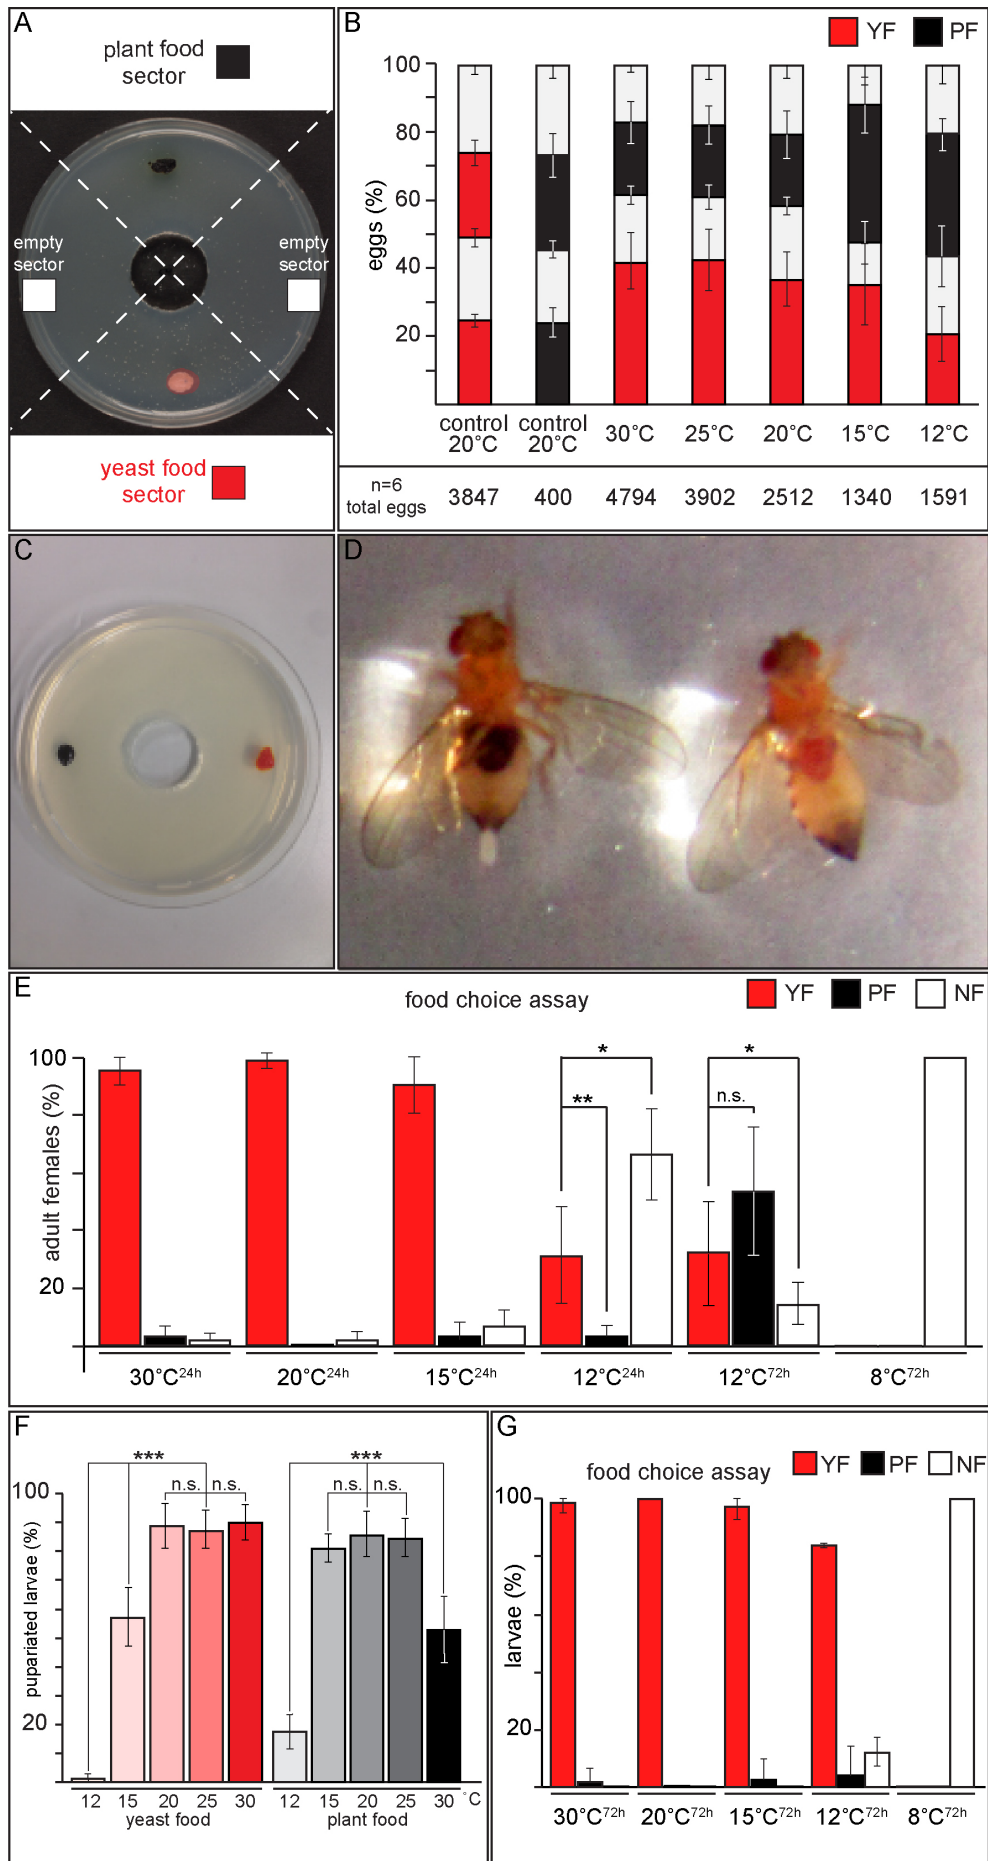 A
plant food
sector
empty
sector
empty
sector
yeast food
sector
B
YF PF
eggs (%)
100
80
60
40
20
control
20°C
control
20°C
30°C 25°C 20°C 15°C 12°C
n=6
total eggs
3847 400 4794 3902 2512 1340 1591
C
D
E
food choice assay
YF PF NF
adult females (%)
100
20
* ** * n.s.
30°C24h 20°C24h 15°C24h 12°C24h 12°C72h 8°C72h
F
pupariated larvae (%)
100
20
*** ***
n.s. n.s. n.s. n.s.
12 15 20 25 30 12 15 20 25 30 °C
yeast food plant food
G
food choice assay
YF PF NF
larvae (%)
100
20
30°C72h 20°C72h 15°C72h 12°C72h 8°C72h